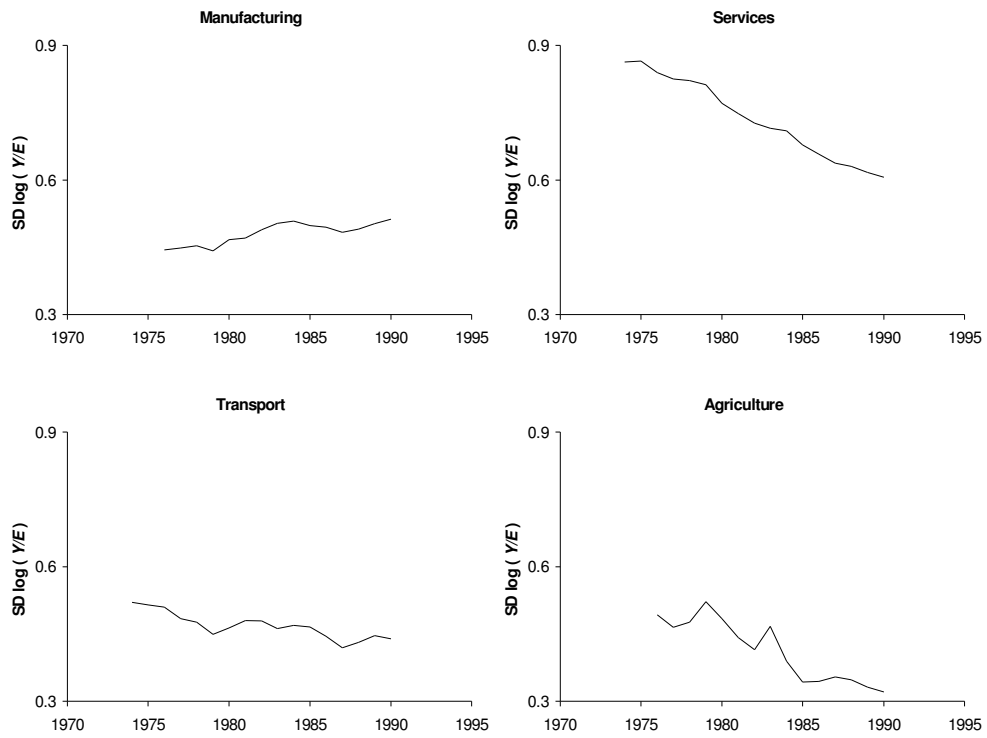 Manufacturing
0.9
0.6
0.3
SD log ( Y/E )
1970 1975 1980 1985 1990 1995
Services
0.9
0.6
0.3
SD log ( Y/E )
1970 1975 1980 1985 1990 1995
Transport
0.9
0.6
0.3
SD log ( Y/E )
1970 1975 1980 1985 1990 1995
Agriculture
0.9
0.6
0.3
SD log ( Y/E )
1970 1975 1980 1985 1990 1995